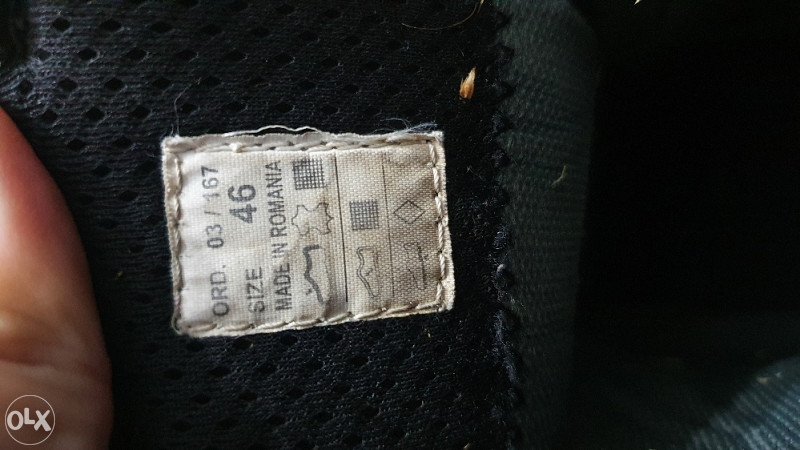 ORD. 03 / 167
SIZE 46
MADE IN ROMANIA
OLX